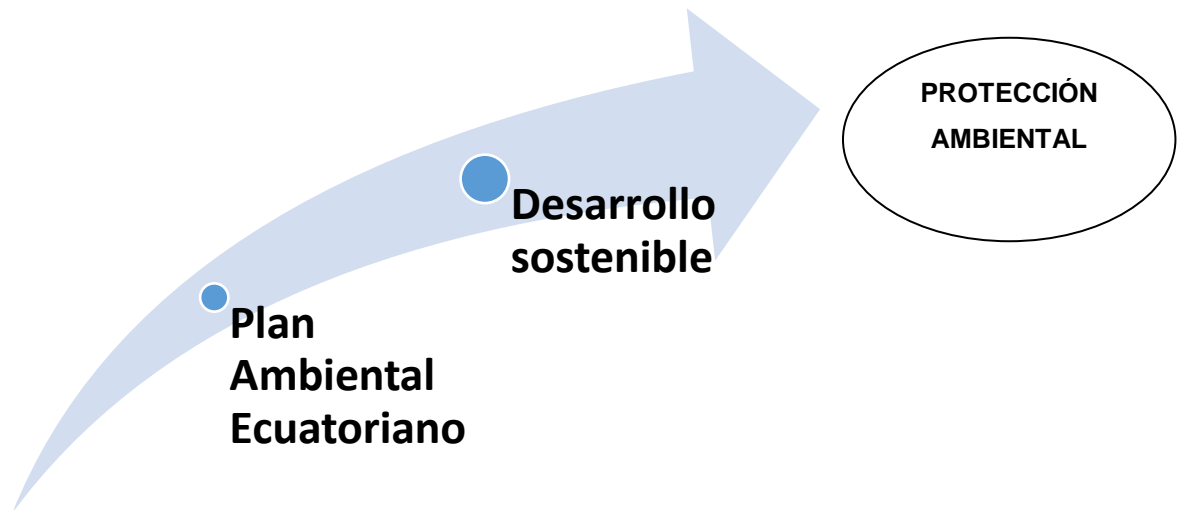 PROTECCIÓN
AMBIENTAL
Desarrollo
sostenible
Plan
Ambiental
Ecuatoriano